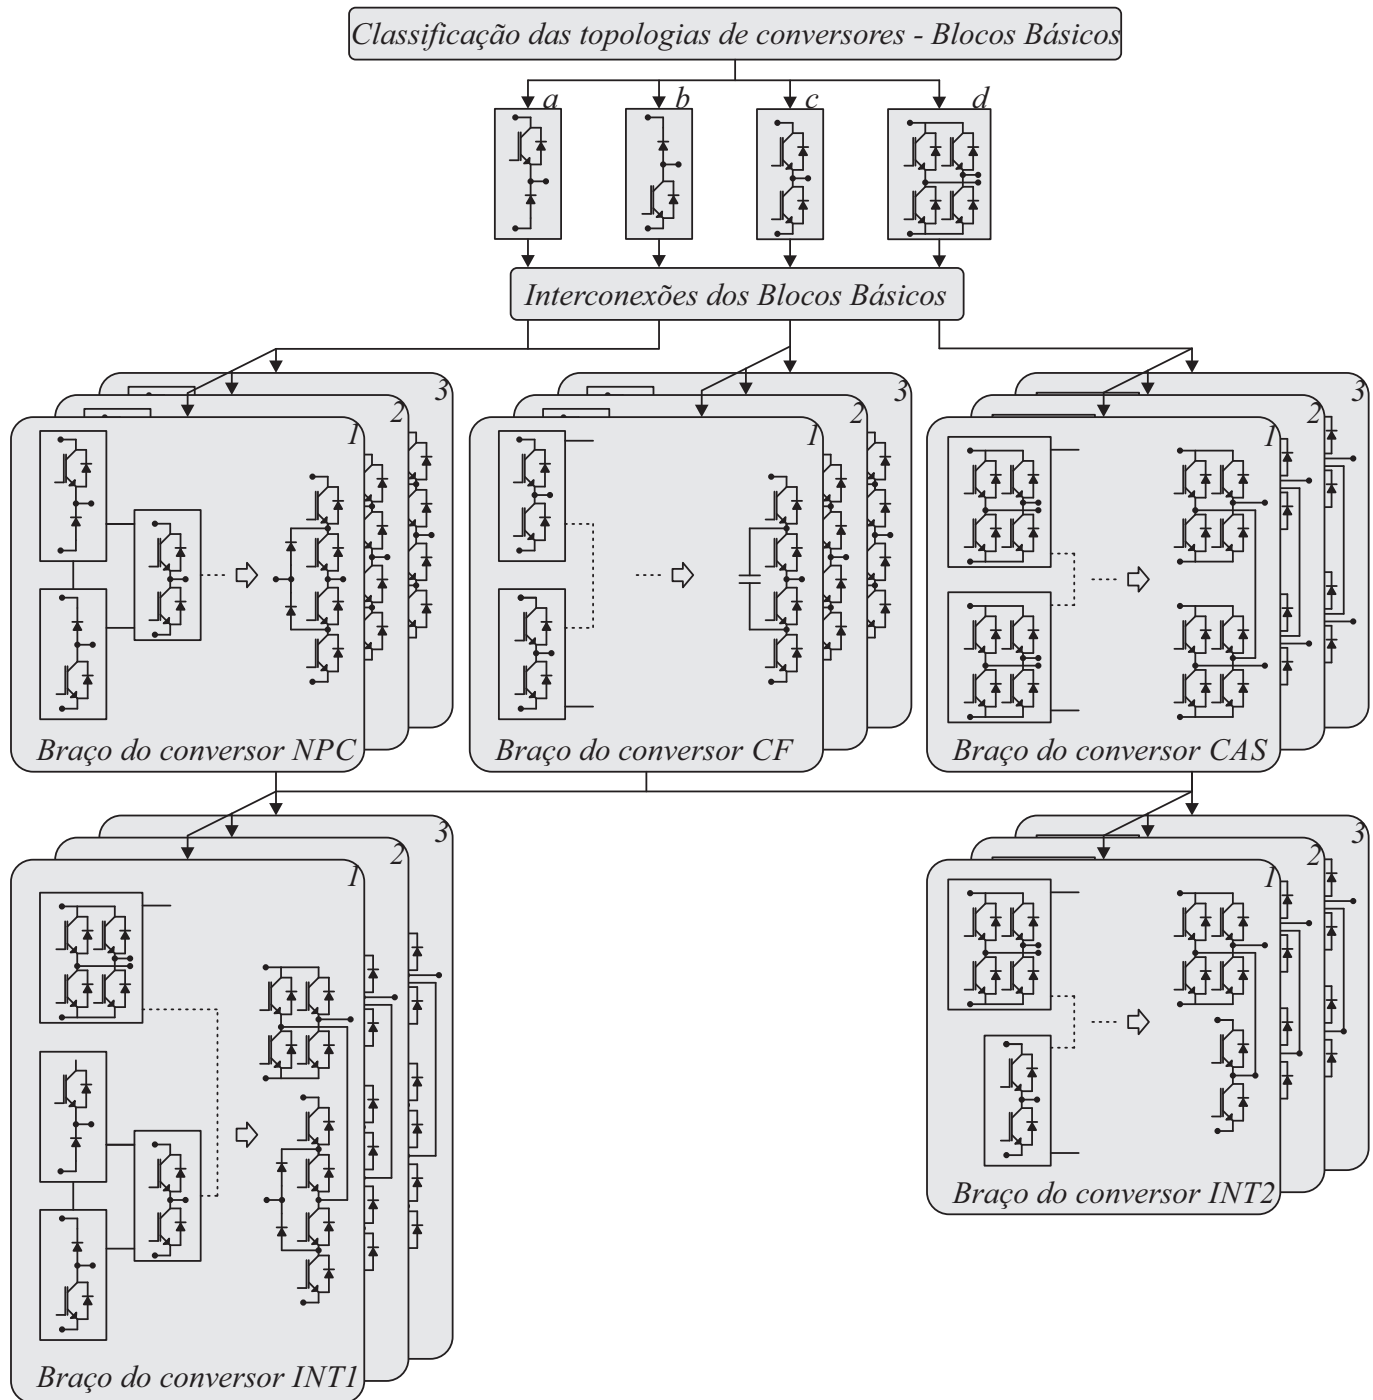 Classificação das topologias de conversores - Blocos Básicos
a
b
c
d
Interconexões dos Blocos Básicos
3
2
1
Braço do conversor NPC
3
2
1
Braço do conversor CF
3
2
1
Braço do conversor CAS
3
2
1
Braço do conversor INT1
3
2
1
Braço do conversor INT2